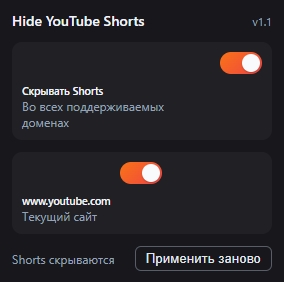 Hide YouTube Shorts v1.1
Скрывать Shorts
Во всех поддерживаемых
доменах
www.youtube.com
Текущий сайт
Shorts скрываются Применить заново